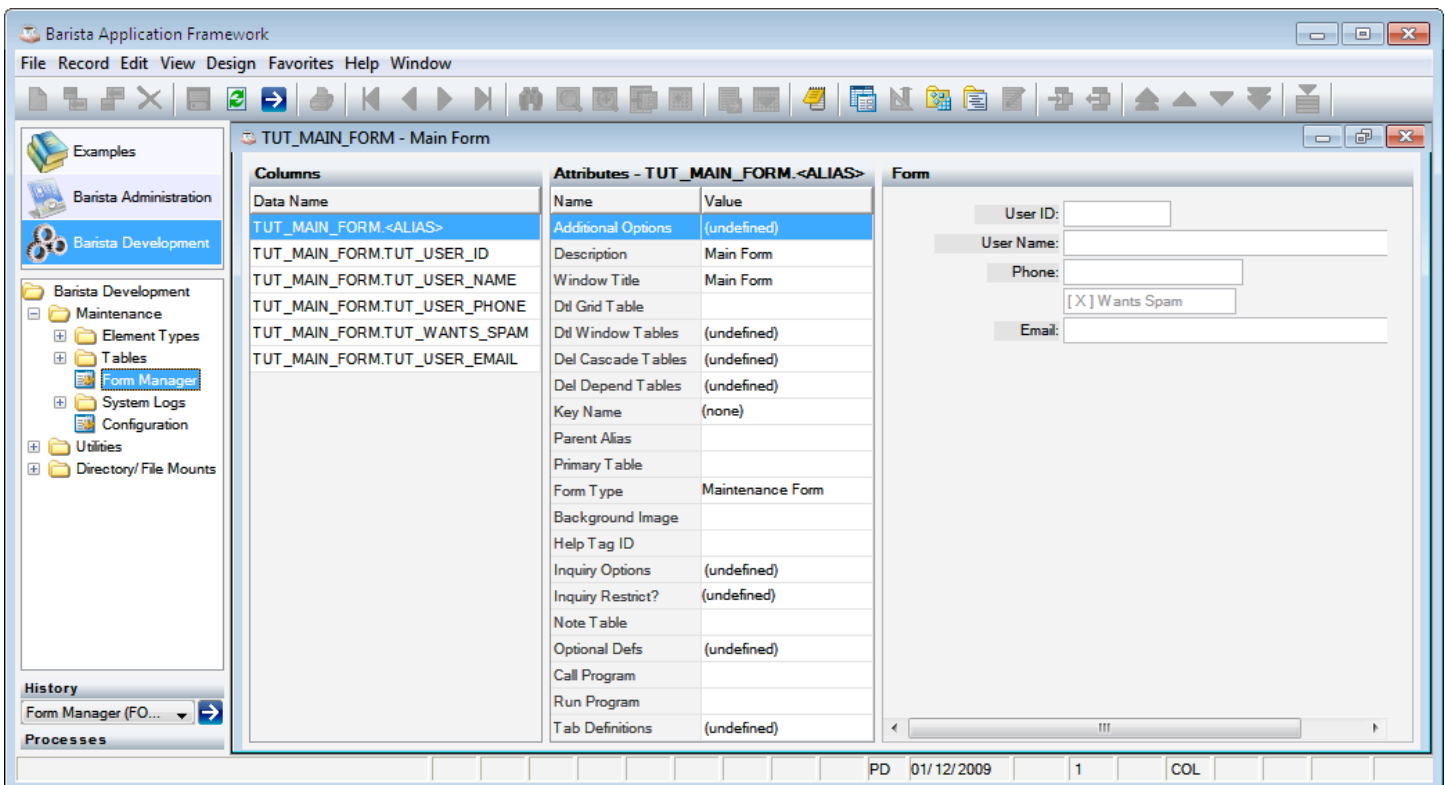 Barista Application Framework
File Record Edit View Design Favorites Help Window
Examples
Barista Administration
Barista Development
Barista Development
Maintenance
Element Types
Tables
Form Manager
System Logs
Configuration
Utilities
Directory/File Mounts
History
Form Manager (FO...
Processes
TUT_MAIN_FORM - Main Form
Columns
Data Name
TUT_MAIN_FORM.<ALIAS>
TUT_MAIN_FORM.TUT_USER_ID
TUT_MAIN_FORM.TUT_USER_NAME
TUT_MAIN_FORM.TUT_USER_PHONE
TUT_MAIN_FORM.TUT_WANTS_SPAM
TUT_MAIN_FORM.TUT_USER_EMAIL
Attributes - TUT_MAIN_FORM.<ALIAS>
Name Value
Additional Options (undefined)
Description Main Form
Window Title Main Form
Dtl Grid Table
Dtl Window Tables (undefined)
Del Cascade Tables (undefined)
Del Depend Tables (undefined)
Key Name (none)
Parent Alias
Primary Table
Form Type Maintenance Form
Background Image
Help Tag ID
Inquiry Options (undefined)
Inquiry Restrict? (undefined)
Note Table
Optional Defs (undefined)
Call Program
Run Program
Tab Definitions (undefined)
Form
User ID:
User Name:
Phone:
[X] Wants Spam
Email:
PD 01/12/2009 1 COL